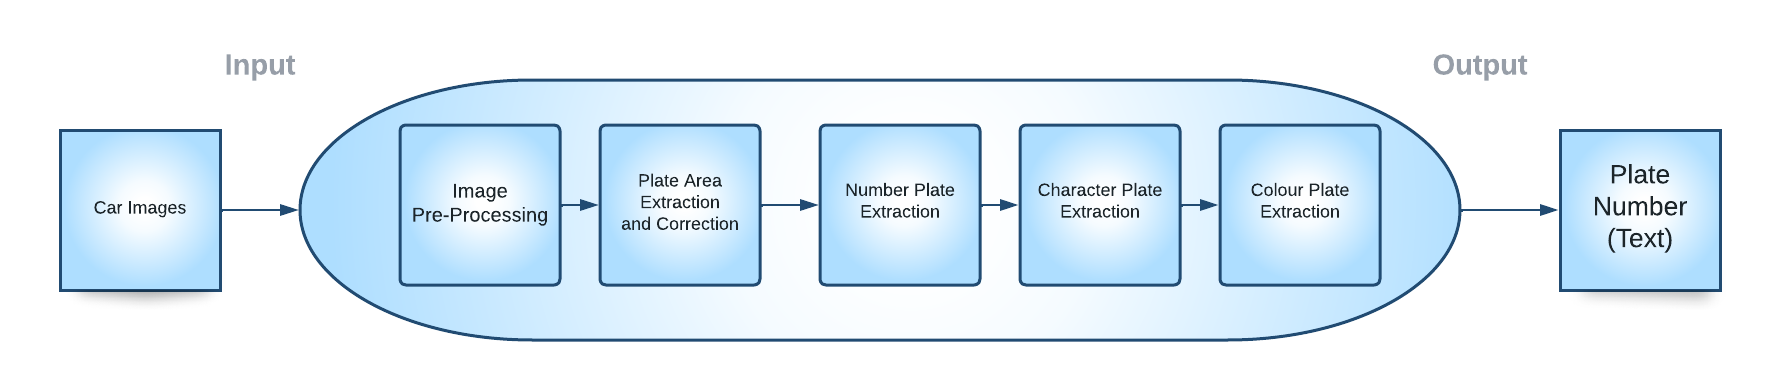 Input
Output
Car Images
Image
Pre-Processing
Plate Area
Extraction
and Correction
Number Plate
Extraction
Character Plate
Extraction
Colour Plate
Extraction
Plate
Number
(Text)